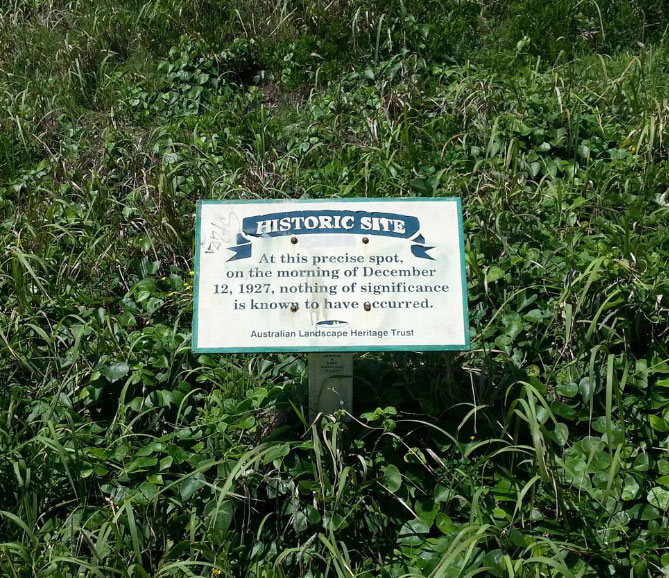 HISTORIC SITE
At this precise spot,
on the morning of December
12, 1927, nothing of significance
is known to have occurred.
Australian Landscape Heritage Trust